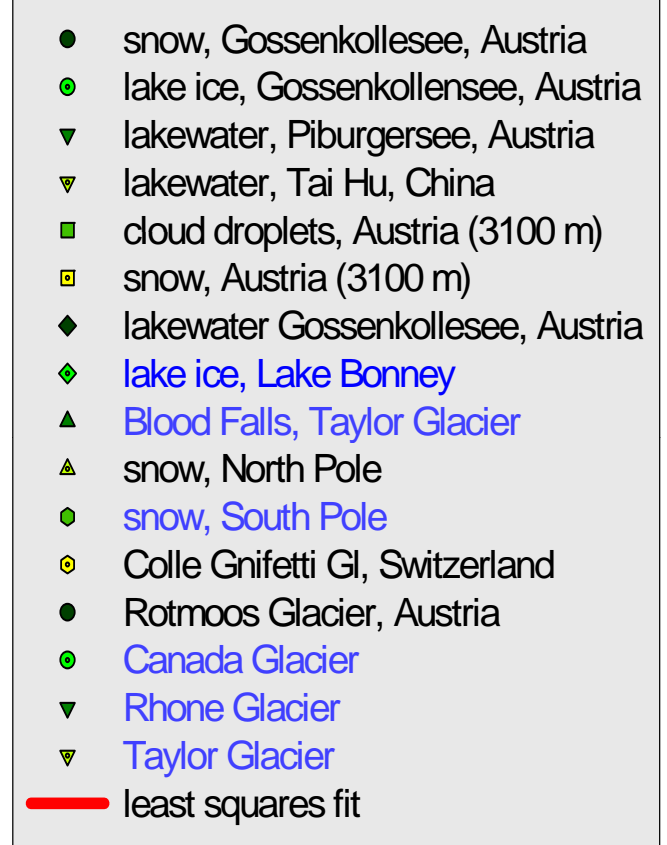 snow, Gossenkollesee, Austria
lake ice, Gossenkollensee, Austria
lakewater, Piburgersee, Austria
lakewater, Tai Hu, China
cloud droplets, Austria (3100 m)
snow, Austria (3100 m)
lakewater Gossenkollesee, Austria
lake ice, Lake Bonney
Blood Falls, Taylor Glacier
snow, North Pole
snow, South Pole
Colle Gnifetti Gl, Switzerland
Rotmoos Glacier, Austria
Canada Glacier
Rhone Glacier
Taylor Glacier
least squares fit